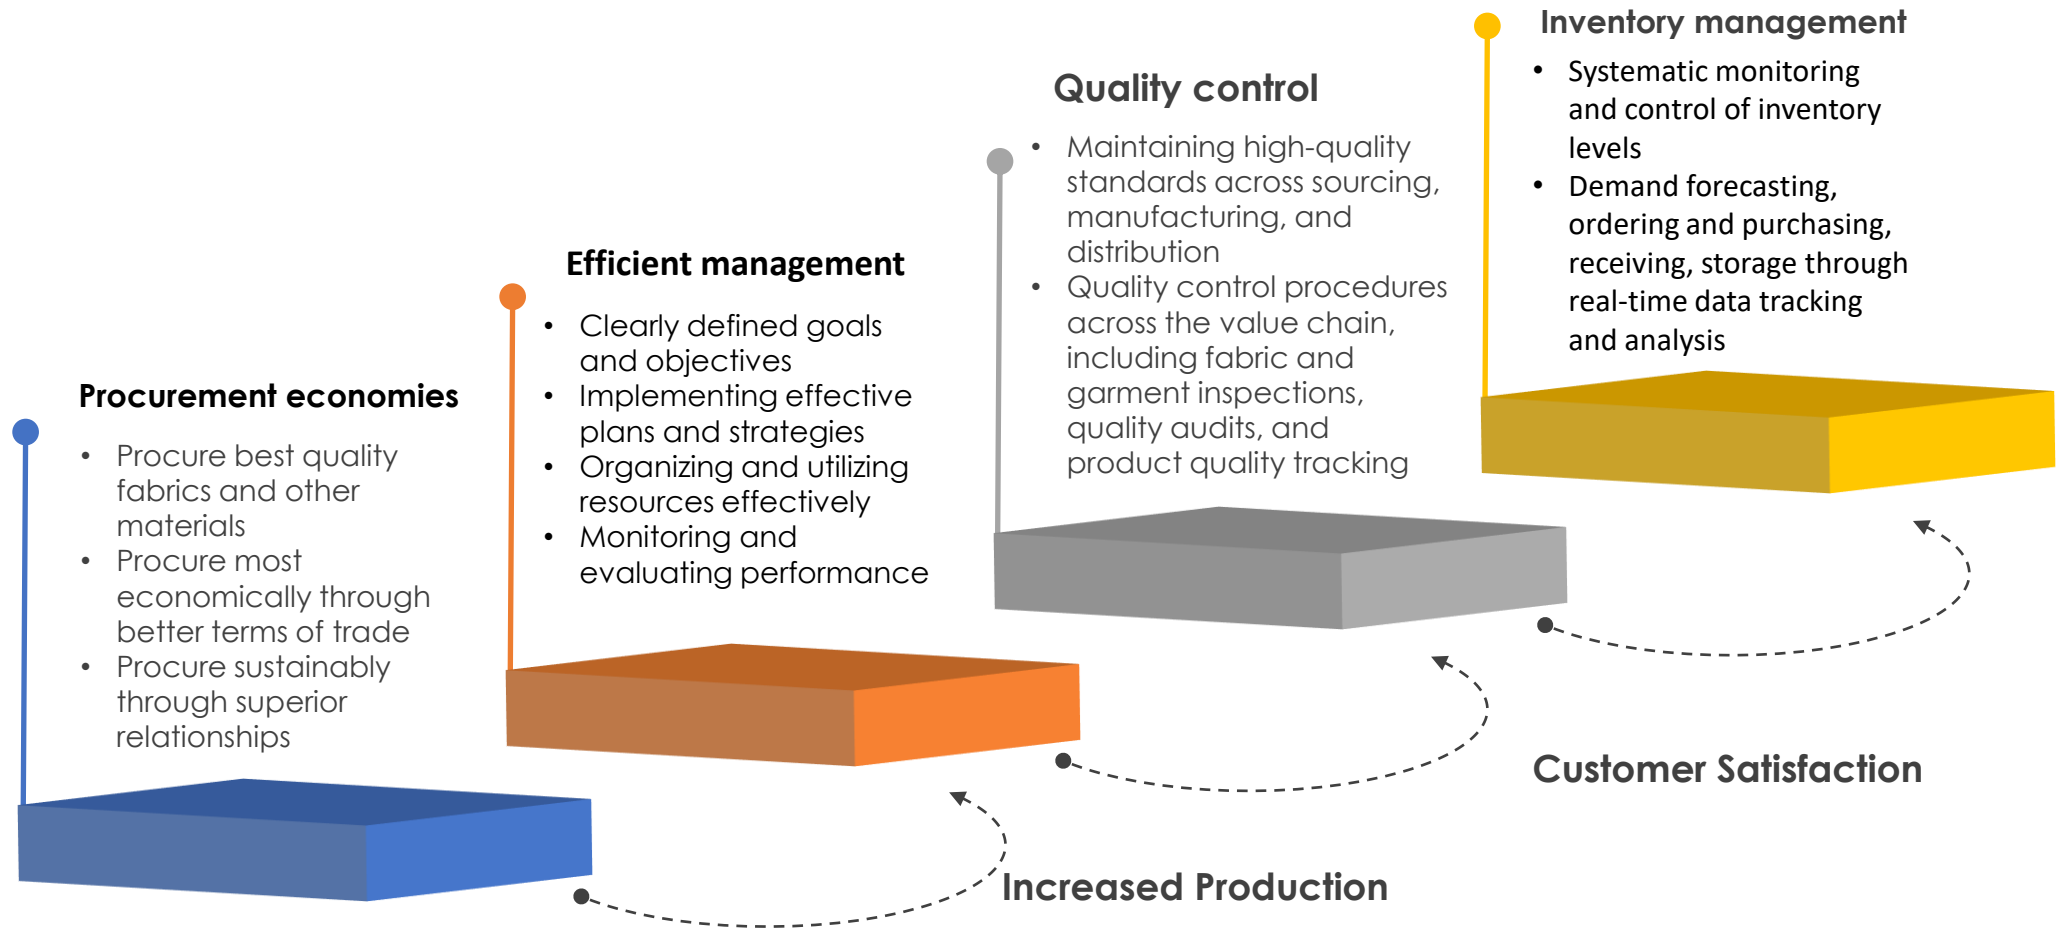 Procurement economies
• Procure best quality
fabrics and other
materials
• Procure most
economically through
better terms of trade
• Procure sustainably
through superior
relationships
Efficient management
• Clearly defined goals
and objectives
• Implementing effective
plans and strategies
• Organizing and utilizing
resources effectively
• Monitoring and
evaluating performance
Quality control
• Maintaining high-quality
standards across sourcing,
manufacturing, and
distribution
• Quality control procedures
across the value chain,
including fabric and
garment inspections,
quality audits, and
product quality tracking
Inventory management
• Systematic monitoring
and control of inventory
levels
• Demand forecasting,
ordering and purchasing,
receiving, storage through
real-time data tracking
and analysis
Increased Production
Customer Satisfaction